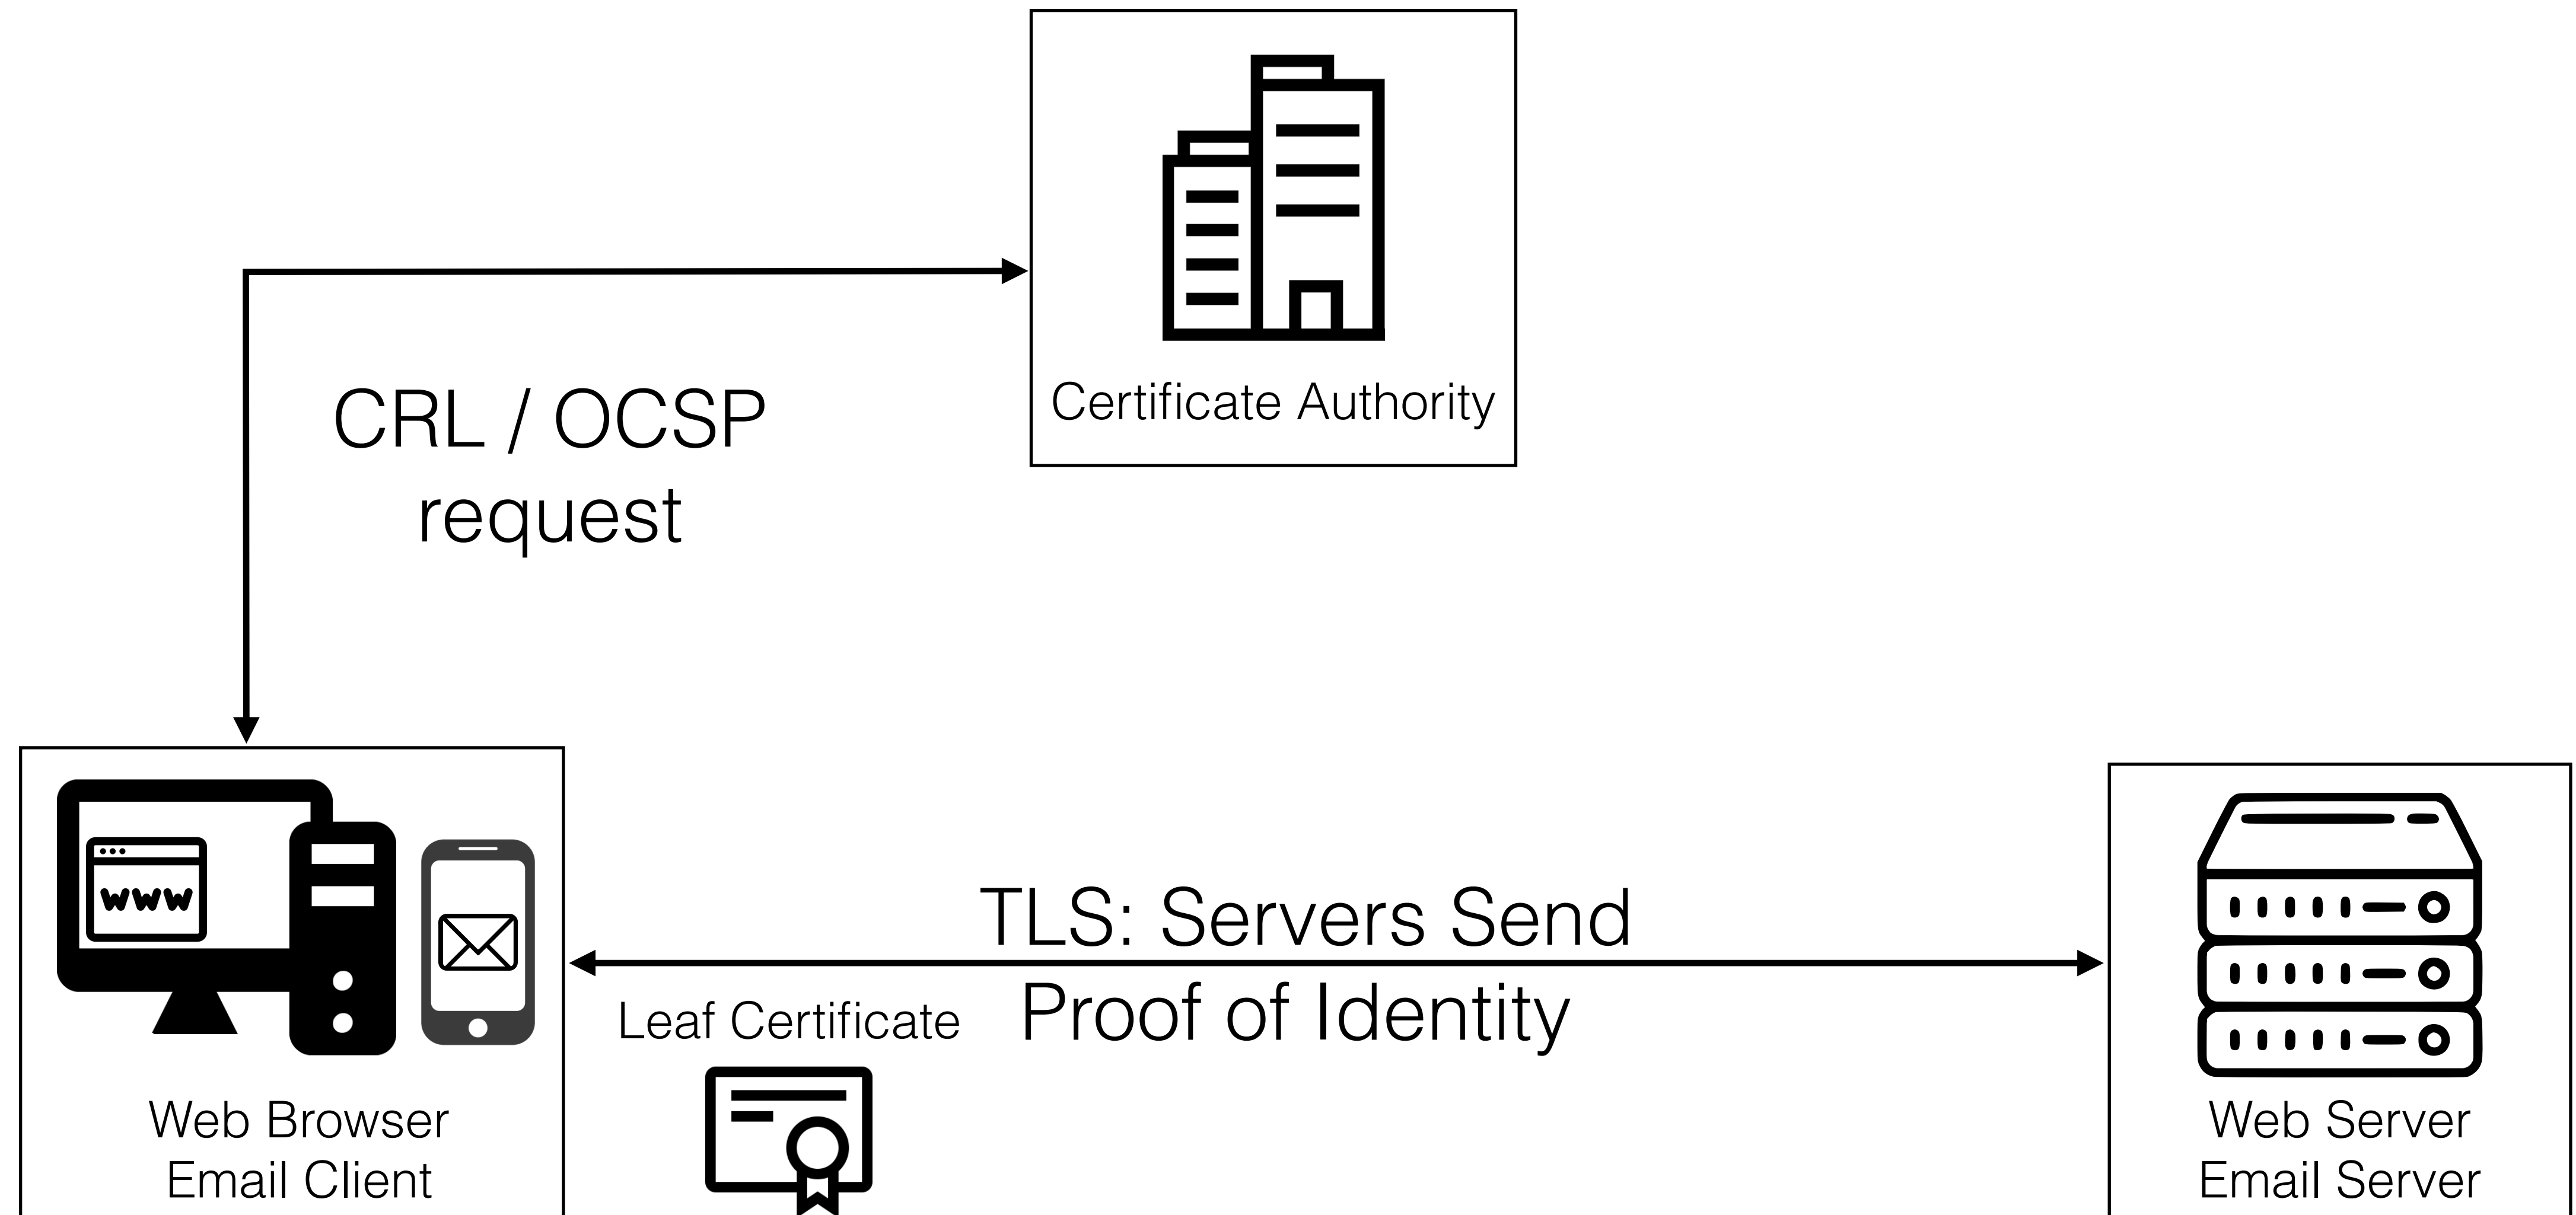 Certificate Authority
CRL / OCSP
request
www
TLS: Servers Send
Proof of Identity
Leaf Certificate
Web Browser
Email Client
Web Server
Email Server